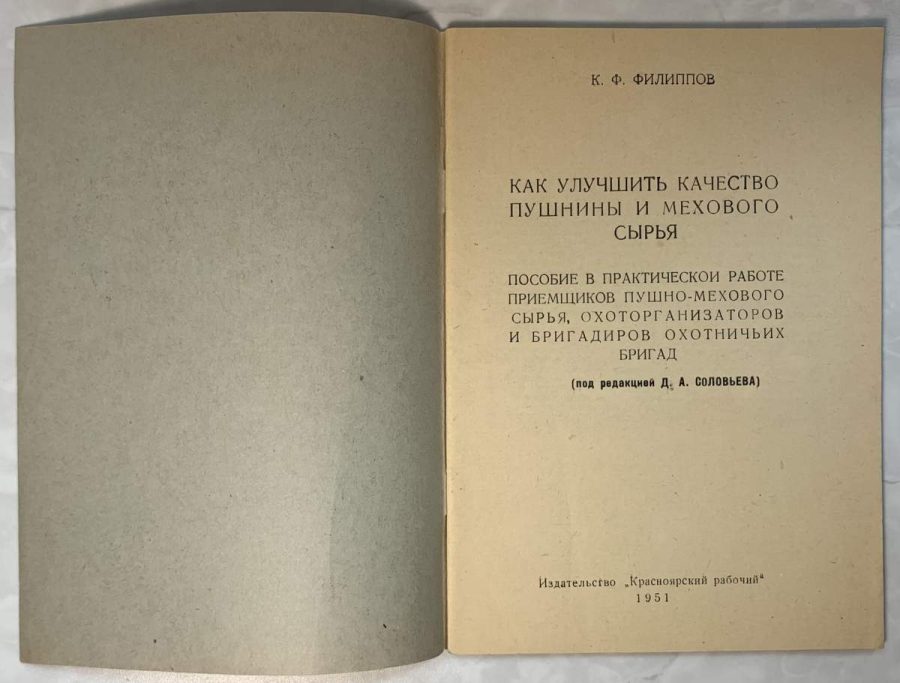 К. Ф. ФИЛИППОВ
КАК УЛУЧШИТЬ КАЧЕСТВО
ПУШНИНЫ И МЕХОВОГО
СЫРЬЯ
ПОСОБИЕ В ПРАКТИЧЕСКОИ РАБОТЕ
ПРИЕМЩИКОВ ПУШНО-МЕХОВОГО
СЫРЬЯ, ОХОТОРГАНИЗАТОРОВ
И БРИГАДИРОВ ОХОТНИЧЬИХ
БРИГАД
(под редакцией Д. А. СОЛОВЬЕВА)
Издательство „Красноярский рабочий“
1951